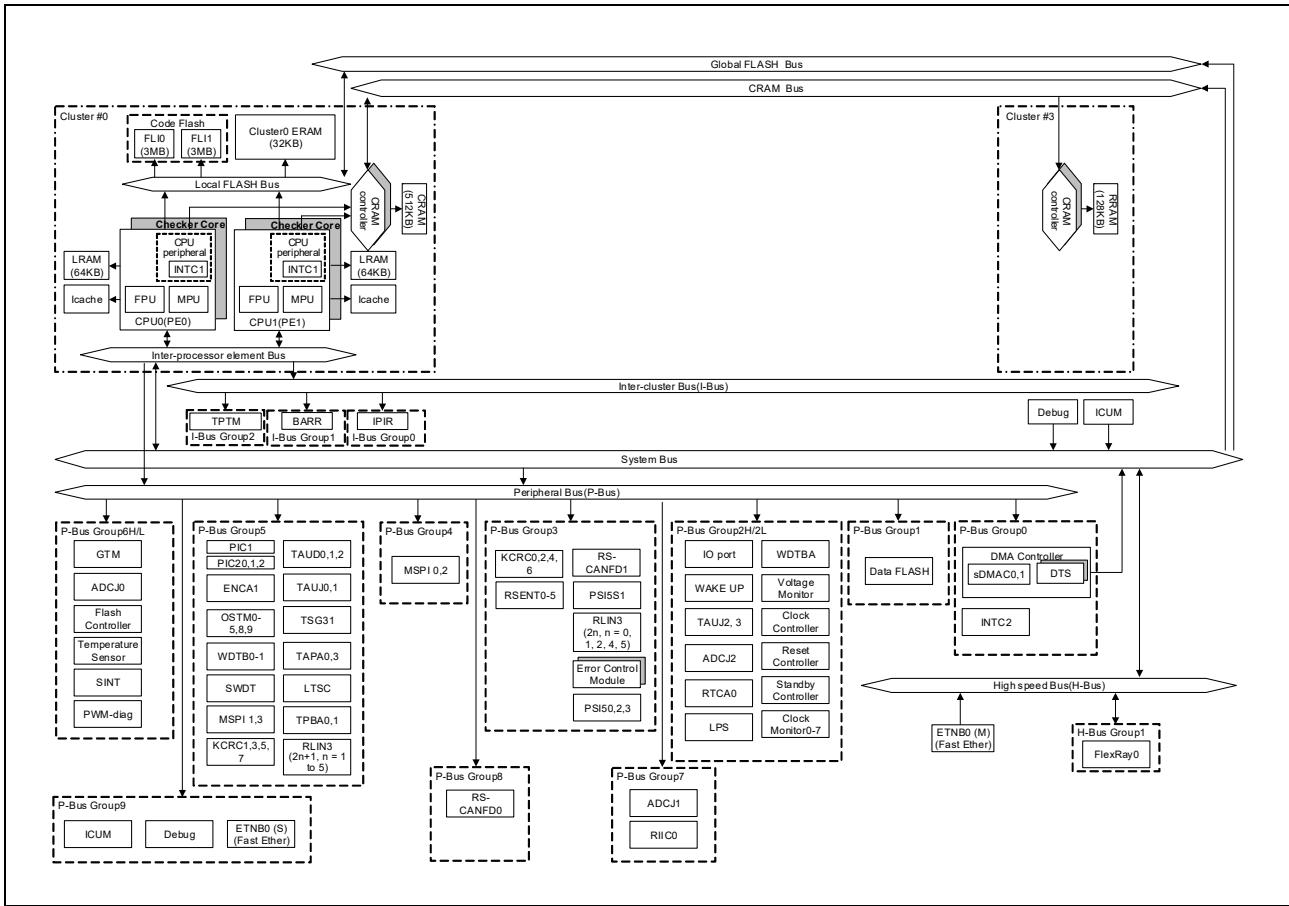 Global FLASH Bus
CRAM Bus
Cluster #0
Code Flash
FLI0
(3MB)
FLI1
(3MB)
Cluster0 ERAM
(32KB)
Local FLASH Bus
CRAM
controller
CRAM
(512KB)
Checker Core
CPU
peripheral
INTC1
FPU
MPU
CPU0(PE0)
Checker Core
CPU
peripheral
INTC1
FPU
MPU
CPU1(PE1)
LRAM
(64KB)
Icache
LRAM
(64KB)
Icache
Inter-processor element Bus
Cluster #3
CRAM
controller
RRAM
(128KB)
Inter-cluster Bus(I-Bus)
TPTM
I-Bus Group2
BARR
I-Bus Group1
IPIR
I-Bus Group0
Debug
ICUM
System Bus
Peripheral Bus(P-Bus)
P-Bus Group6H/L
GTM
ADCJ0
Flash
Controller
Temperature
Sensor
SINT
PWM-diag
P-Bus Group5
PIC1
PIC20,1,2
ENCA1
OSTM0-
5,8,9
WDTB0-1
SWDT
MSPI 1,3
KCRC1,3,5,
7
TAUD0,1,2
TAUJ0,1
TSG31
TAPA0,3
LTSC
TPBA0,1
RLIN3
(2n+1, n = 1
to 5)
P-Bus Group4
MSPI 0,2
P-Bus Group3
KCRC0,2,4,
6
RSENT0-5
RS-
CANFD1
PSI5S1
RLIN3
(2n, n = 0,
1, 2, 4, 5)
Error Control
Module
PSI50,2,3
P-Bus Group2H/2L
IO port
WAKE UP
TAUJ2, 3
ADCJ2
RTCA0
LPS
WDTBA
Voltage
Monitor
Clock
Controller
Reset
Controller
Standby
Controller
Clock
Monitor0-7
P-Bus Group1
Data FLASH
P-Bus Group0
DMA Controller
sDMAC0,1
DTS
INTC2
High speed Bus(H-Bus)
ETNB0 (M)
(Fast Ether)
H-Bus Group1
FlexRay0
P-Bus Group9
ICUM
Debug
ETNB0 (S)
(Fast Ether)
P-Bus Group8
RS-
CANFD0
P-Bus Group7
ADCJ1
RIIC0